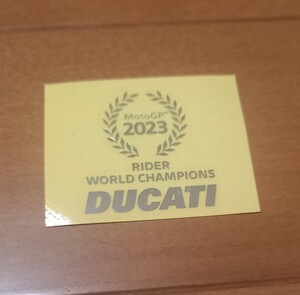 MotoGP
2023
RIDER
WORLD CHAMPIONS
DUCATI